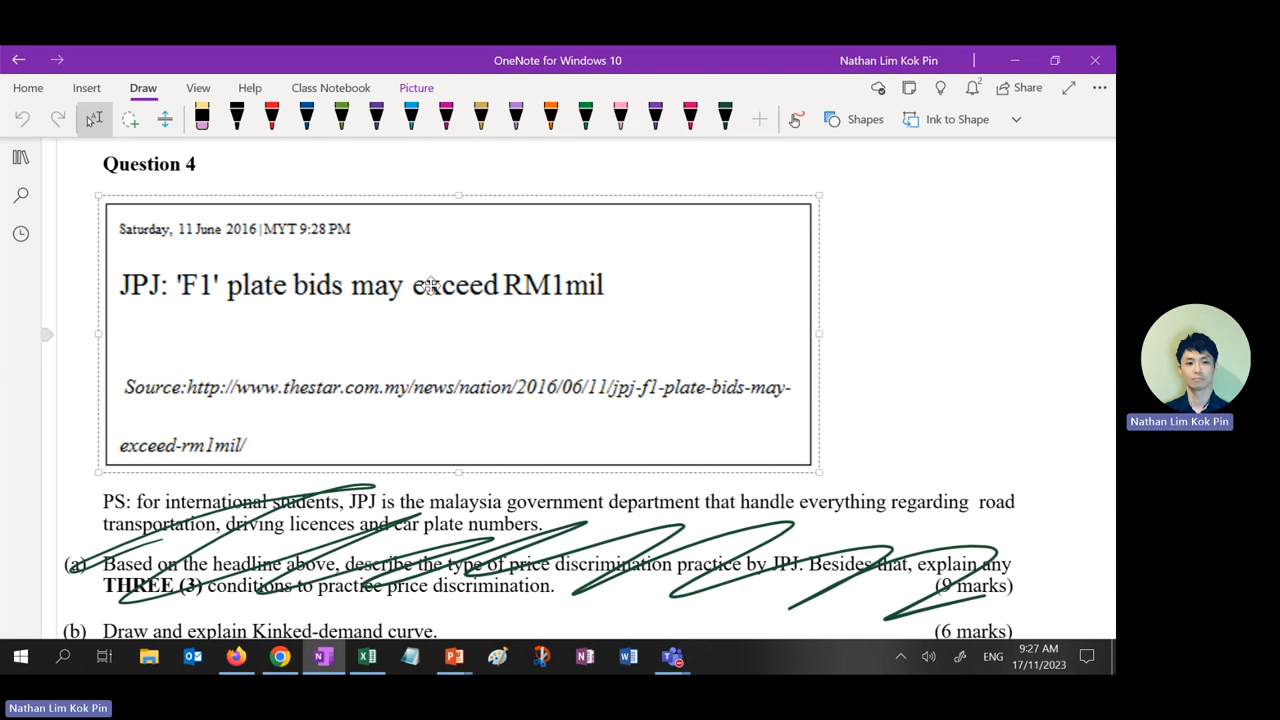 OneNote for Windows 10
Nathan Lim Kok Pin
Home Insert Draw View Help Class Notebook Picture
2 Share
Shapes Ink to Shape
Question 4
Saturday, 11 June 2016 | MYT 9:28 PM
JPJ: 'F1' plate bids may exceed RM1mil
Source:http://www.thestar.com.my/news/nation/2016/06/11/jpj-f1-plate-bids-may-
exceed-rm1mil/
PS: for international students, JPJ is the malaysia government department that handle everything regarding road
transportation, driving licences and car plate numbers.
(a) Based on the headline above, describe the type of price discrimination practice by JPJ. Besides that, explain any
THREE (3) conditions to practice price discrimination. (9 marks)
(b) Draw and explain Kinked-demand curve. (6 marks)
Nathan Lim Kok Pin
ENG
9:27 AM
17/11/2023
Nathan Lim Kok Pin